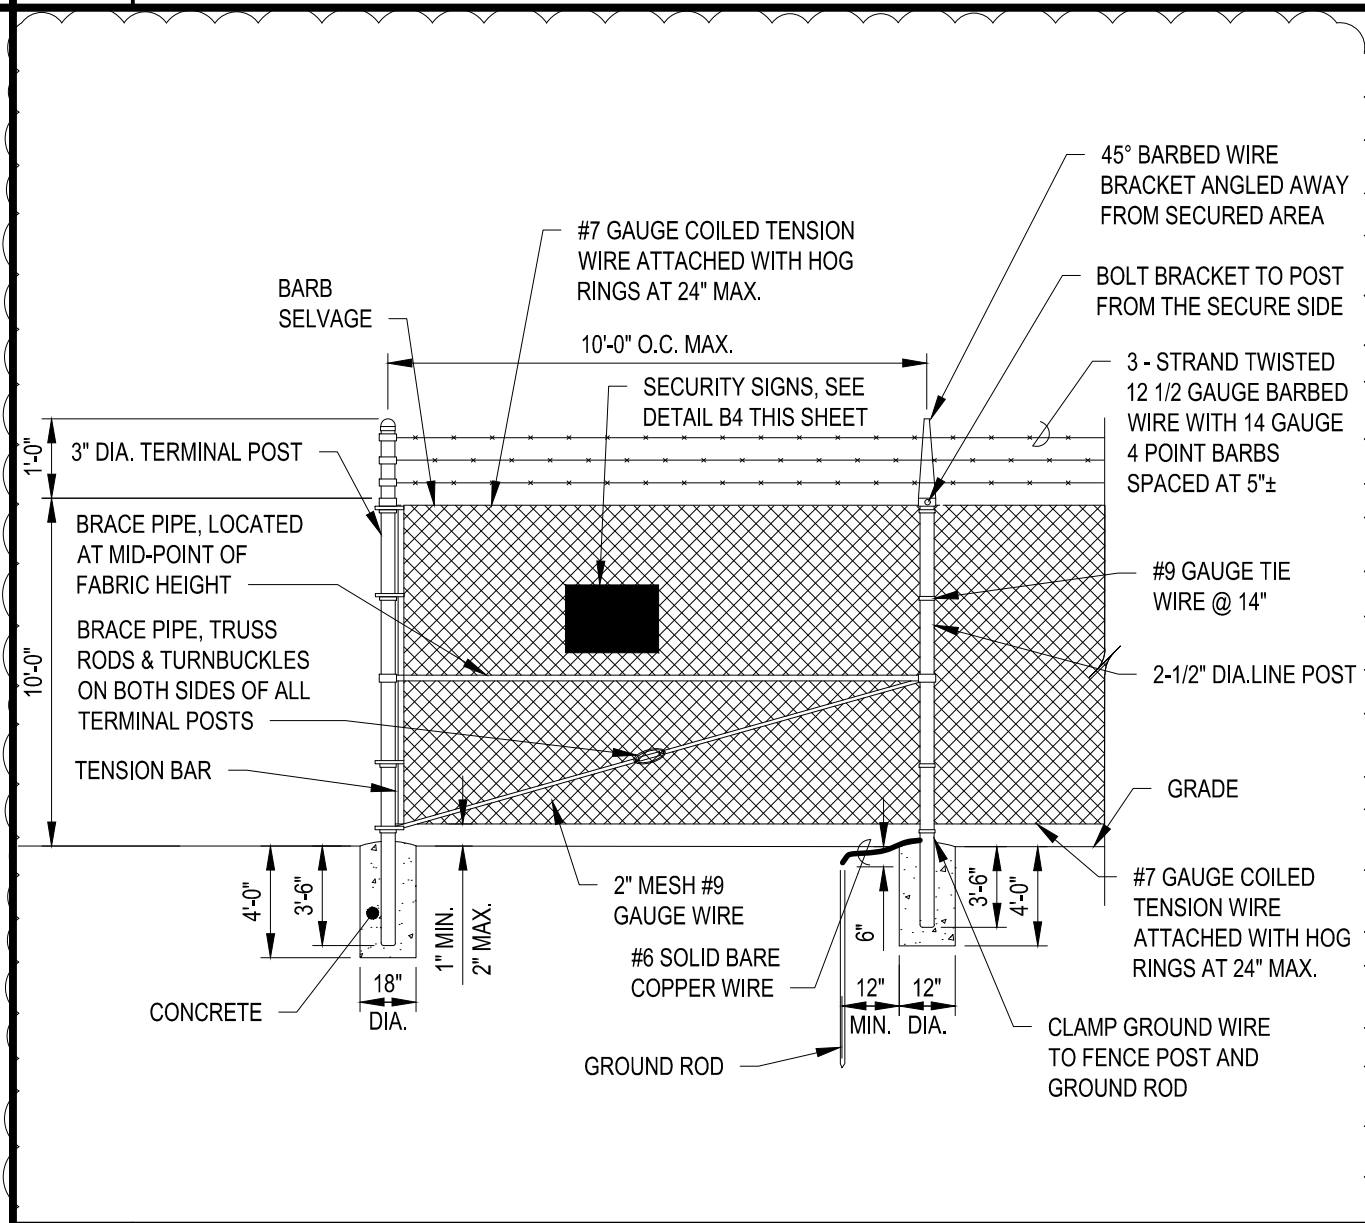 45° BARBED WIRE
BRACKET ANGLED AWAY
FROM SECURED AREA
#7 GAUGE COILED TENSION
WIRE ATTACHED WITH HOG
RINGS AT 24" MAX.
BARB
SELVAGE
BOLT BRACKET TO POST
FROM THE SECURE SIDE
10'-0" O.C. MAX.
SECURITY SIGNS, SEE
DETAIL B4 THIS SHEET
3 - STRAND TWISTED
12 1/2 GAUGE BARBED
WIRE WITH 14 GAUGE
4 POINT BARBS
SPACED AT 5"±
1'-0"
3" DIA. TERMINAL POST
BRACE PIPE, LOCATED
AT MID-POINT OF
FABRIC HEIGHT
#9 GAUGE TIE
WIRE @ 14"
10'-0"
BRACE PIPE, TRUSS
RODS & TURNBUCKLES
ON BOTH SIDES OF ALL
TERMINAL POSTS
2-1/2" DIA.LINE POST
TENSION BAR
GRADE
4'-0"
3'-6"
1" MIN.
2" MAX.
2" MESH #9
GAUGE WIRE
6"
3'-6"
4'-0"
#7 GAUGE COILED
TENSION WIRE
ATTACHED WITH HOG
RINGS AT 24" MAX.
#6 SOLID BARE
COPPER WIRE
18"
DIA.
12"
MIN.
12"
DIA.
CONCRETE
CLAMP GROUND WIRE
TO FENCE POST AND
GROUND ROD
GROUND ROD